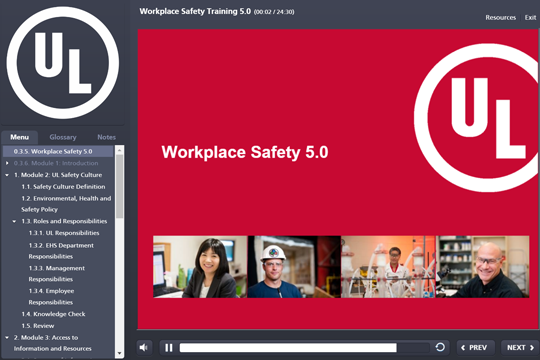 Workplace Safety Training 5.0 (00:02 / 24:30)
Resources Exit
UL
Menu Glossary Notes
0.3.5. Workplace Safety 5.0
0.3.6. Module 1: Introduction
1. Module 2: UL Safety Culture
1.1. Safety Culture Definition
1.2. Environmental, Health and
Safety Policy
1.3. Roles and Responsibilities
1.3.1. UL Responsibilities
1.3.2. EHS Department
Responsibilities
1.3.3. Management
Responsibilities
1.3.4. Employee
Responsibilities
1.4. Knowledge Check
1.5. Review
2. Module 3: Access to
Information and Resources
UL
Workplace Safety 5.0
PREV NEXT